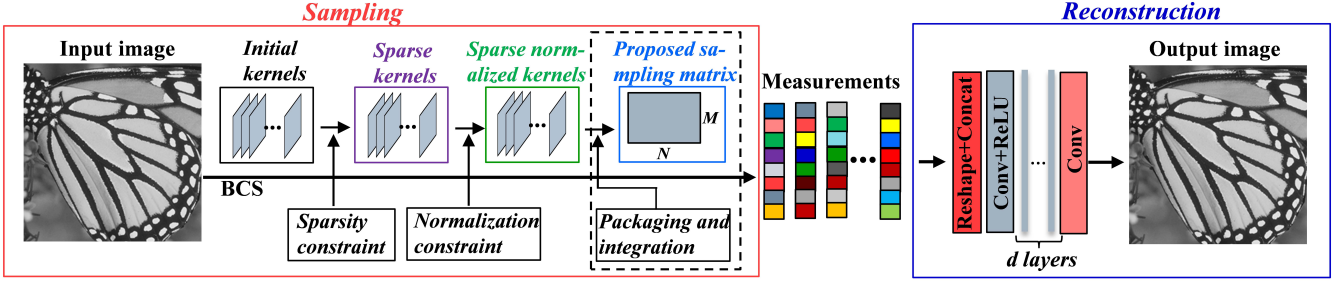 Sampling
Reconstruction
Input image
Initial
kernels
Sparse
kernels
Sparse norm-
alized kernels
Proposed sa-
mpling matrix
M
N
BCS
Sparsity
constraint
Normalization
constraint
Packaging and
integration
Measurements
Reshape+Concat
Conv+ReLU
...
Conv
d layers
Output image